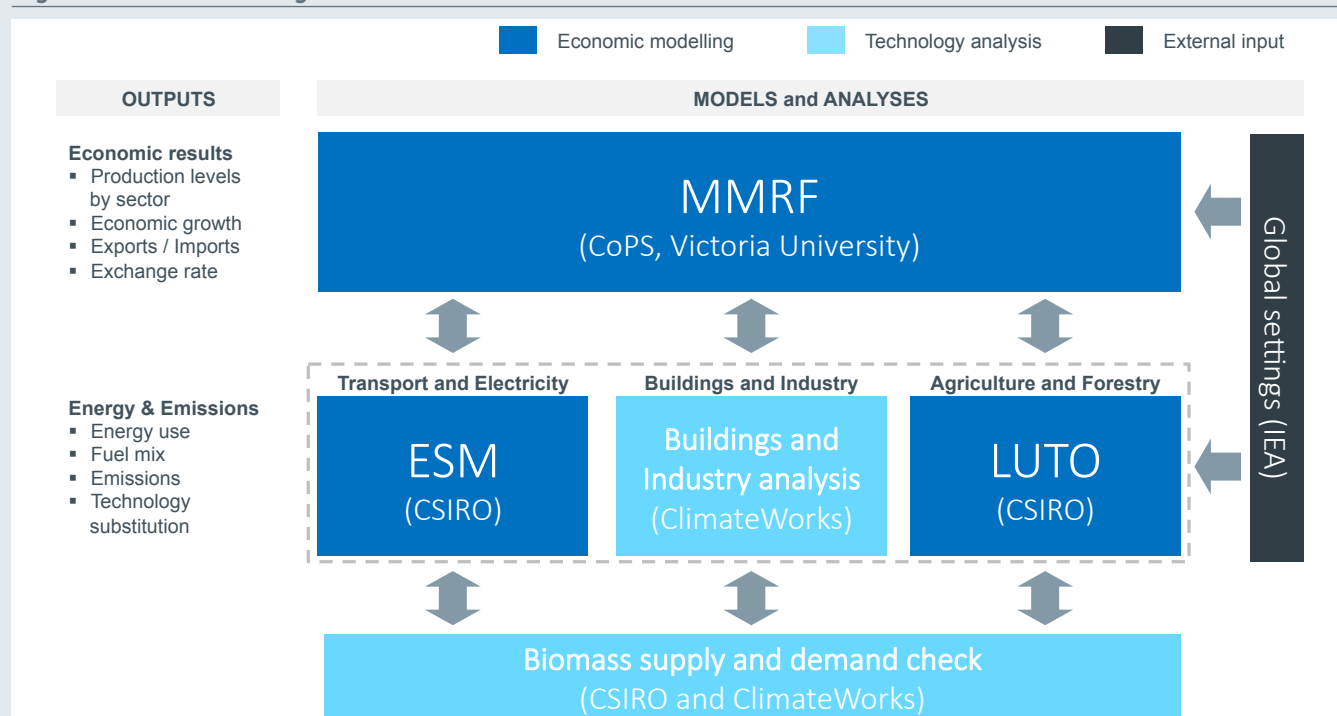 Economic modelling
Technology analysis
External input
OUTPUTS
MODELS and ANALYSES
Economic results
▪ Production levels
by sector
▪ Economic growth
▪ Exports / Imports
▪ Exchange rate
MMRF
(CoPS, Victoria University)
Global settings (IEA)
Energy & Emissions
▪ Energy use
▪ Fuel mix
▪ Emissions
▪ Technology
substitution
Transport and Electricity
ESM
(CSIRO)
Buildings and Industry
Buildings and
Industry analysis
(ClimateWorks)
Agriculture and Forestry
LUTO
(CSIRO)
Biomass supply and demand check
(CSIRO and ClimateWorks)